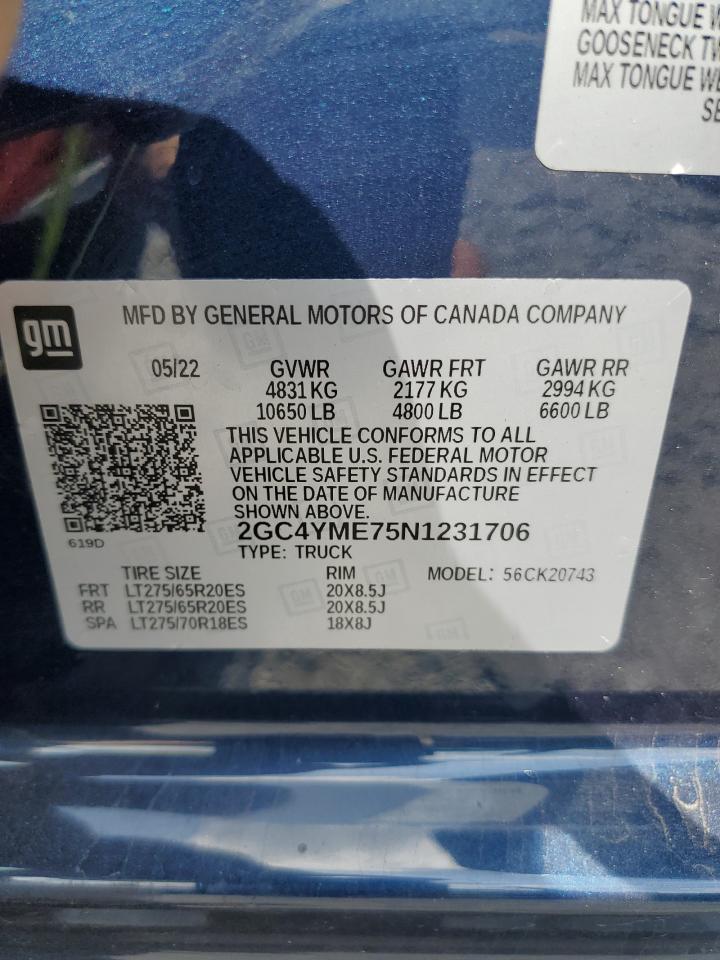 MAX TONGUE
GOOSENECK
MAX TONGUE
gm
MFD BY GENERAL MOTORS OF CANADA COMPANY
05/22 GVWR GAWR FRT GAWR RR
4831 KG 2177 KG 2994 KG
10650 LB 4800 LB 6600 LB
THIS VEHICLE CONFORMS TO ALL
APPLICABLE U.S. FEDERAL MOTOR
VEHICLE SAFETY STANDARDS IN EFFECT
ON THE DATE OF MANUFACTURE
SHOWN ABOVE.
2GC4YME75N1231706
619D
TYPE: TRUCK
TIRE SIZE RIM MODEL: 56CK20743
FRT LT275/65R20ES 20X8.5J
RR LT275/65R20ES 20X8.5J
SPA LT275/70R18ES 18X8J